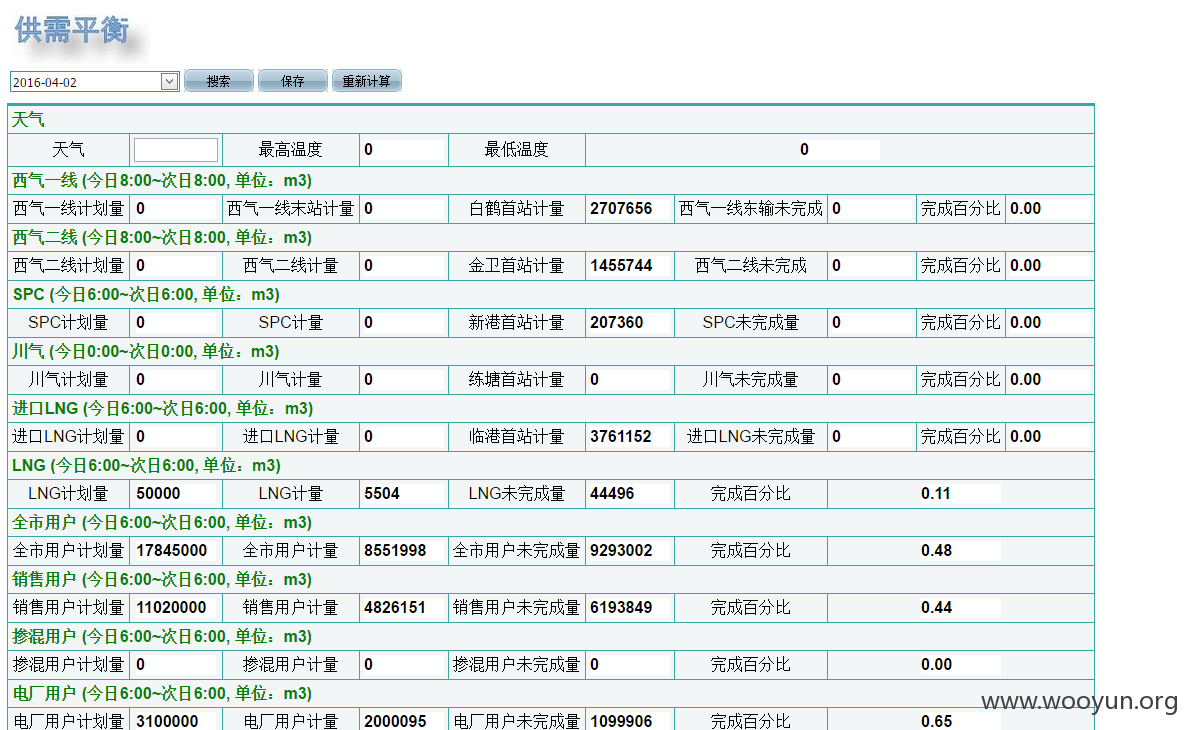 供需平衡
2016-04-02 搜索 保存 重新计算
天气
天气 最高温度 0 最低温度 0
西气一线 (今日8:00~次日8:00, 单位：m3)
西气一线计划量 0 西气一线末站计量 0 白鹤首站计量 2707656 西气一线东输未完成 0 完成百分比 0.00
西气二线 (今日8:00~次日8:00, 单位：m3)
西气二线计划量 0 西气二线计量 0 金卫首站计量 1455744 西气二线未完成 0 完成百分比 0.00
SPC (今日6:00~次日6:00, 单位：m3)
SPC计划量 0 SPC计量 0 新港首站计量 207360 SPC未完成量 0 完成百分比 0.00
川气 (今日0:00~次日0:00, 单位：m3)
川气计划量 0 川气计量 0 练塘首站计量 0 川气未完成量 0 完成百分比 0.00
进口LNG (今日6:00~次日6:00, 单位：m3)
进口LNG计划量 0 进口LNG计量 0 临港首站计量 3761152 进口LNG未完成量 0 完成百分比 0.00
LNG (今日6:00~次日6:00, 单位：m3)
LNG计划量 50000 LNG计量 5504 LNG未完成量 44496 完成百分比 0.11
全市用户 (今日6:00~次日6:00, 单位：m3)
全市用户计划量 17845000 全市用户计量 8551998 全市用户未完成量 9293002 完成百分比 0.48
销售用户 (今日6:00~次日6:00, 单位：m3)
销售用户计划量 11020000 销售用户计量 4826151 销售用户未完成量 6193849 完成百分比 0.44
掺混用户 (今日6:00~次日6:00, 单位：m3)
掺混用户计划量 0 掺混用户计量 0 掺混用户未完成量 0 完成百分比 0.00
电厂用户 (今日6:00~次日6:00, 单位：m3)
电厂用户计划量 3100000 电厂用户计量 2000095 电厂用户未完成量 1099906 完成百分比 0.65
www.wooyun.org